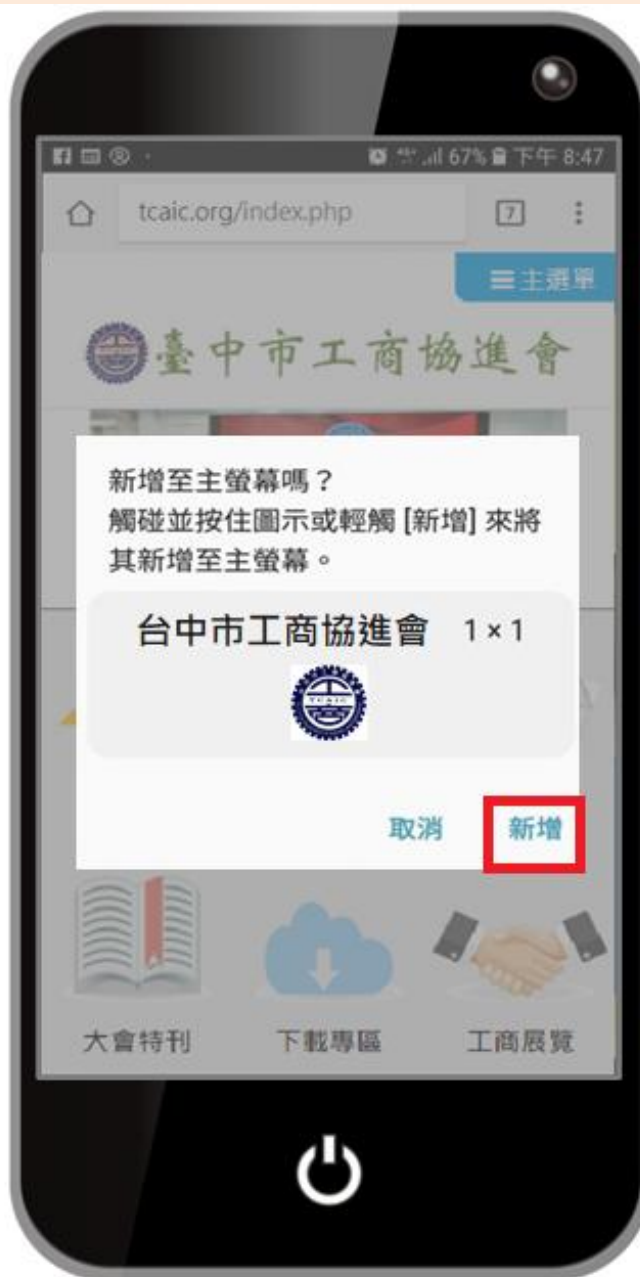 67% 下午 8:47
tcaic.org/index.php
7
主選單
臺中市工商協進會
新增至主螢幕嗎？
觸碰並按住圖示或輕觸 [新增] 來將
其新增至主螢幕。
台中市工商協進會 1 × 1
TCAIC
取消 新增
大會特刊 下載專區 工商展覽